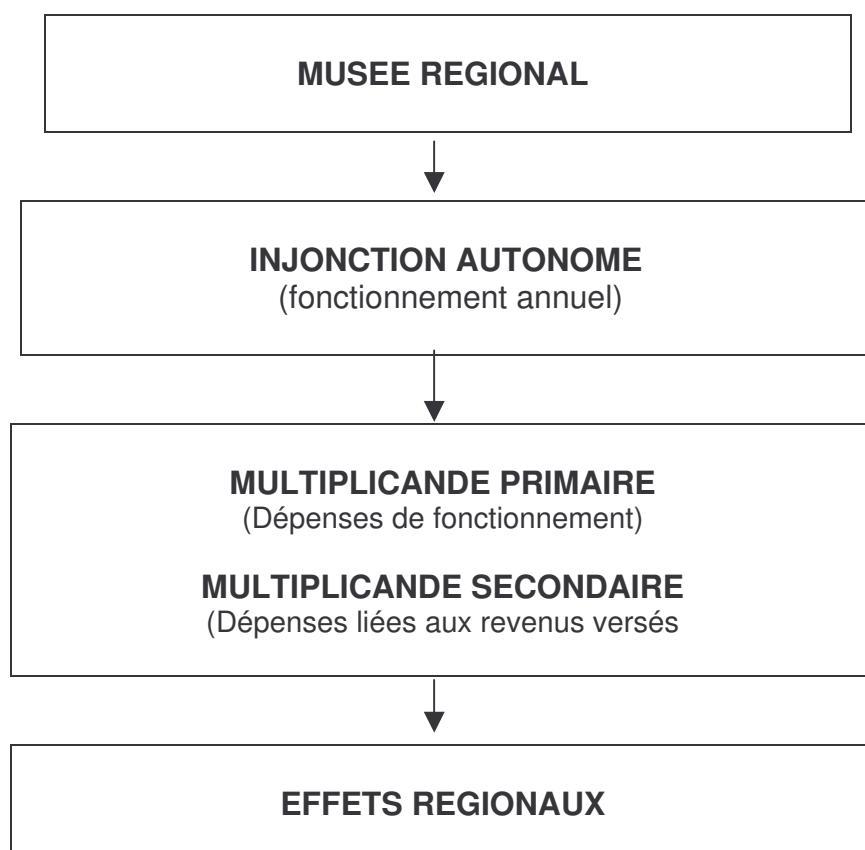 MUSEE REGIONAL
INJONCTION AUTONOME
(fonctionnement annuel)
MULTIPLICANDE PRIMAIRE
(Dépenses de fonctionnement)
MULTIPLICANDE SECONDAIRE
(Dépenses liées aux revenus versés
EFFETS REGIONAUX